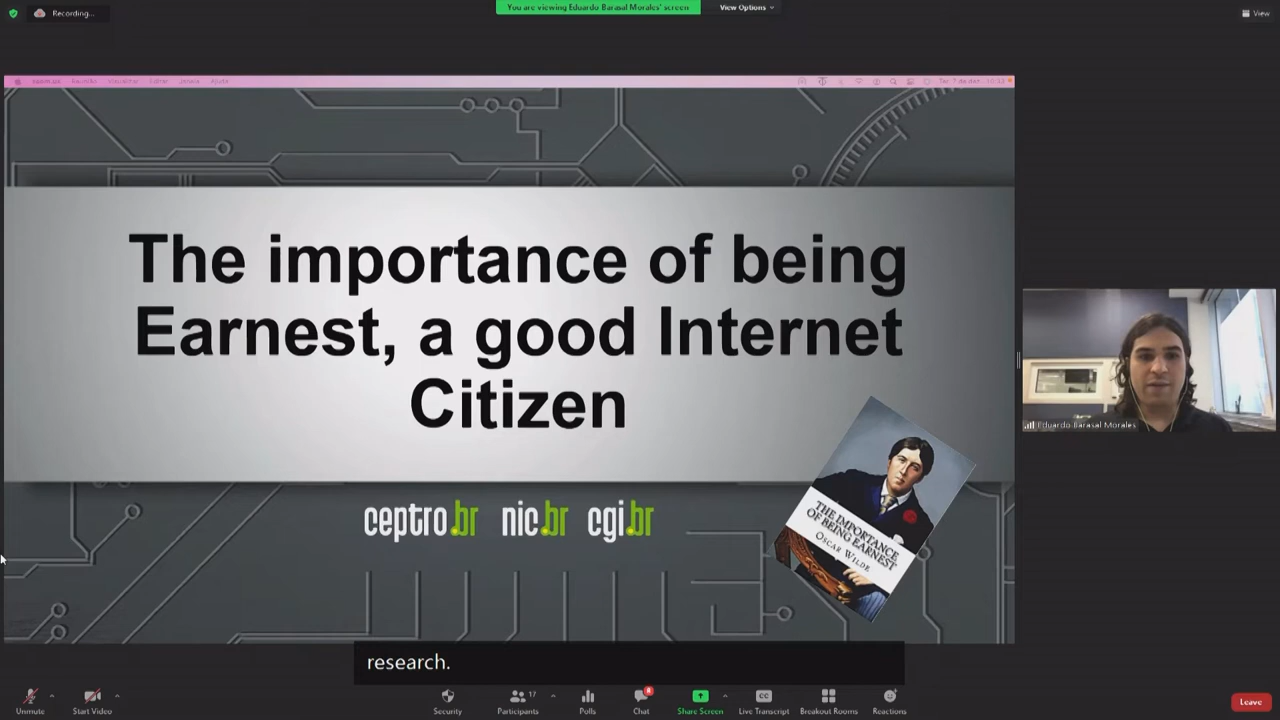 Recording...
You are viewing Eduardo Barasal Morales' screen
View Options
View
The importance of being
Earnest, a good Internet
Citizen
ceptro.br nic.br cgi.br
THE IMPORTANCE
OF BEING EARNEST
OSCAR WILDE
Eduardo Barasal Morales
research.
Unmute
Start Video
Security
Participants
17
Polls
Chat
Share Screen
CC
Live Transcript
Breakout Rooms
Reactions
Leave